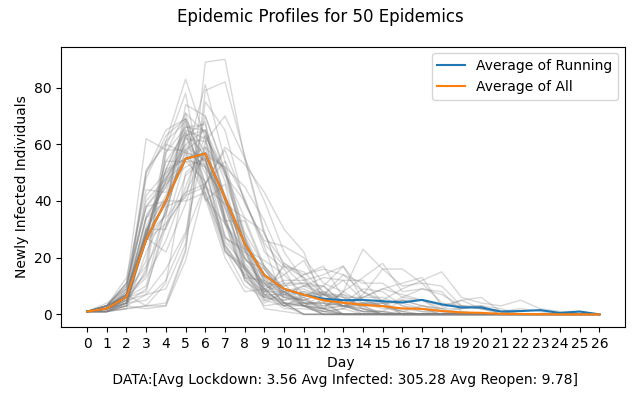 Epidemic Profiles for 50 Epidemics
Average of Running
Average of All
Newly Infected Individuals
80
60
40
20
0
0 1 2 3 4 5 6 7 8 9 10 11 12 13 14 15 16 17 18 19 20 21 22 23 24 25 26
Day
DATA:[Avg Lockdown: 3.56 Avg Infected: 305.28 Avg Reopen: 9.78]